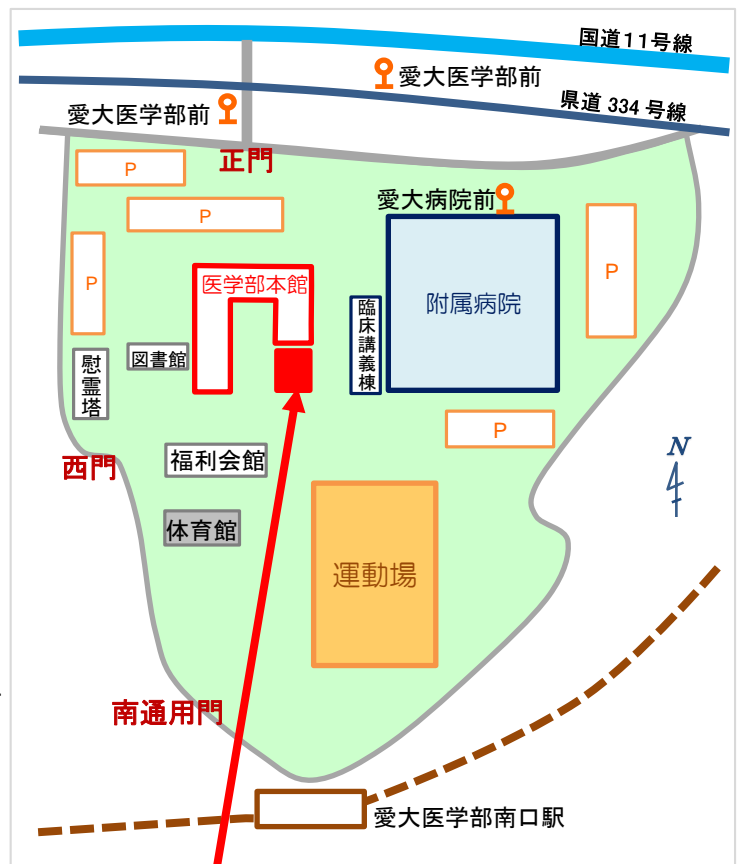 国道11号線
愛大医学部前
県道 334 号線
愛大医学部前
正門
P
愛大病院前
P
P
P
医学部本館
附属病院
臨床講義棟
図書館
慰霊塔
P
福利会館
西門
体育館
N
運動場
南通用門
愛大医学部南口駅